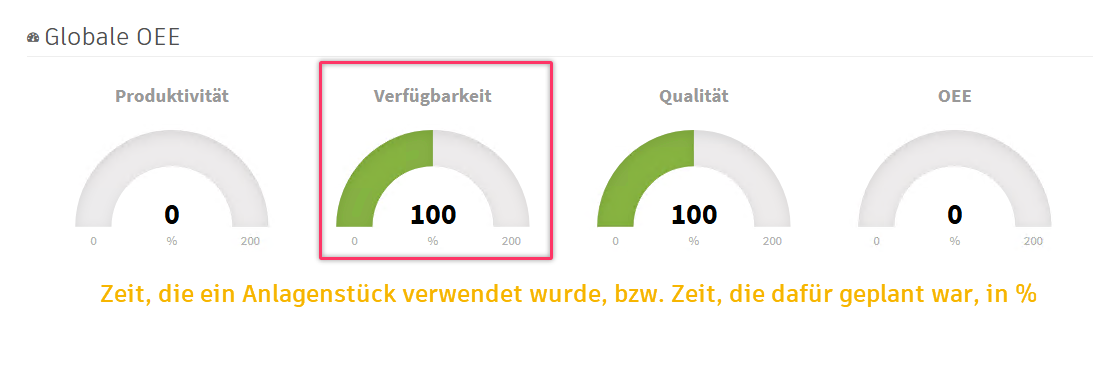 Globale OEE
Produktivität Verfügbarkeit Qualität OEE
0 100 100 0
0 % 200 0 % 200 0 % 200 0 % 200
Zeit, die ein Anlagenstück verwendet wurde, bzw. Zeit, die dafür geplant war, in %